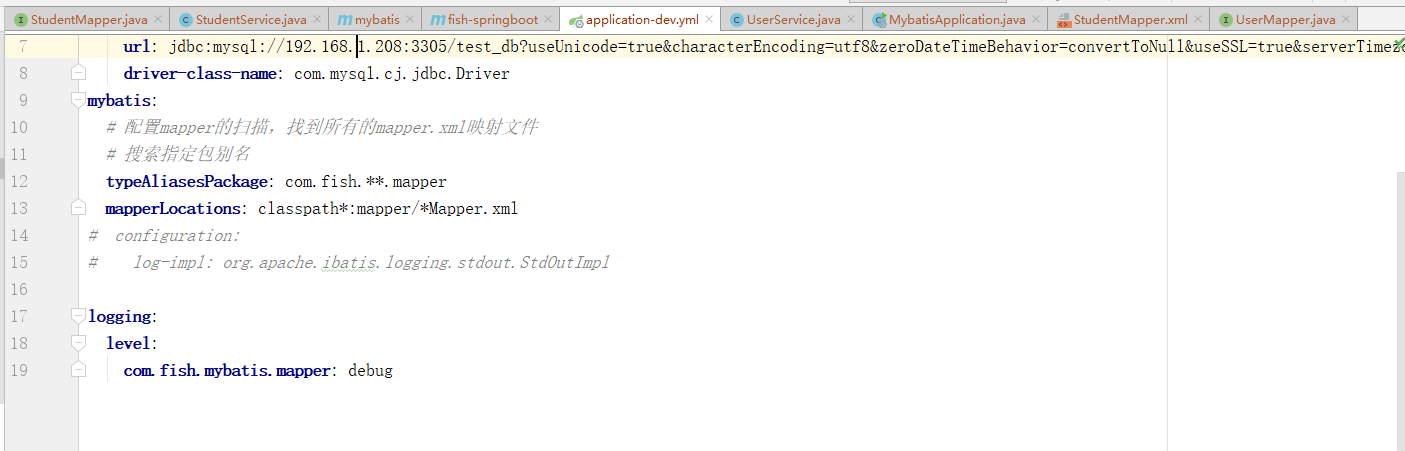 StudentMapper.java StudentService.java mybatis fish-springboot application-dev.yml UserService.java MybatisApplication.java StudentMapper.xml UserMapper.java
7 url: jdbc:mysql://192.168.1.208:3305/test_db?useUnicode=true&characterEncoding=utf8&zeroDateTimeBehavior=convertToNull&useSSL=true&serverTimezo
8 driver-class-name: com.mysql.cj.jdbc.Driver
9 mybatis:
10 # 配置mapper的扫描，找到所有的mapper.xml映射文件
11 # 搜索指定包别名
12 typeAliasesPackage: com.fish.**.mapper
13 mapperLocations: classpath*:mapper/*Mapper.xml
14 # configuration:
15 # log-impl: org.apache.ibatis.logging.stdout.StdOutImpl
16
17 logging:
18 level:
19 com.fish.mybatis.mapper: debug